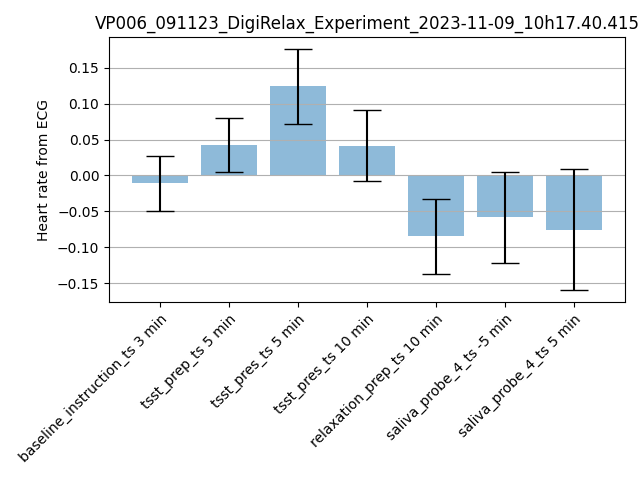 VP006_091123_DigiRelax_Experiment_2023-11-09_10h17.40.415
Heart rate from ECG
0.15
0.10
0.05
0.00
−0.05
−0.10
−0.15
baseline_instruction_ts 3 min
tsst_prep_ts 5 min
tsst_pres_ts 5 min
tsst_pres_ts 10 min
relaxation_prep_ts 10 min
saliva_probe_4_ts -5 min
saliva_probe_4_ts 5 min